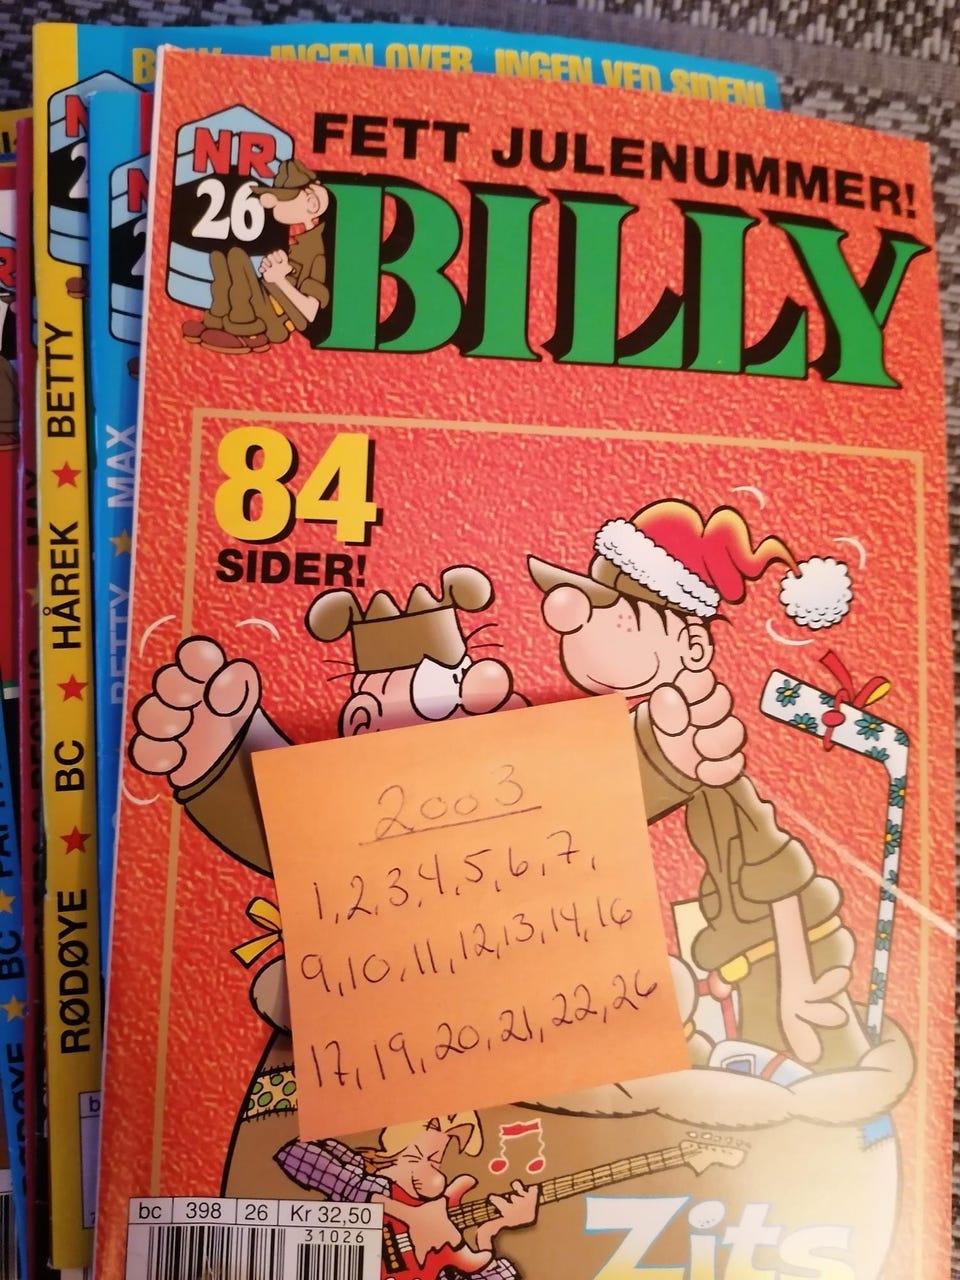 INGEN OVER, INGEN VED SIDEN!
FETT JULENUMMER!
NR
26
BILLY
84
SIDER!
2003
1,2,3,4,5,6,7,
9,10,11,12,13,14,16
17,19,20,21,22,26
RØDØYE ★ BC ★ HÅREK ★ BETTY
BETTY ★ MAX
BC
bc 398 26 Kr 32,50
31026
Zits